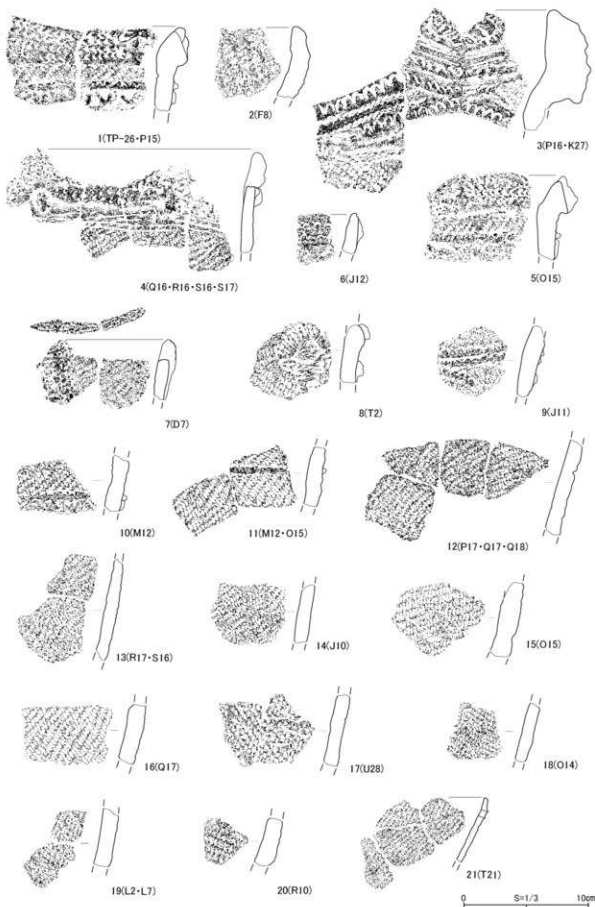 1(TP-26・P15)
2(F8)
3(P16・K27)
4(Q16・R16・S16・S17)
6(J12)
5(O15)
7(D7)
8(T2)
9(J11)
10(M12)
11(M12・O15)
12(P17・Q17・Q18)
13(R17・S16)
14(J10)
15(O15)
16(Q17)
17(U28)
18(O14)
19(L2・L7)
20(R10)
21(T21)
0 S=1/3 10cm